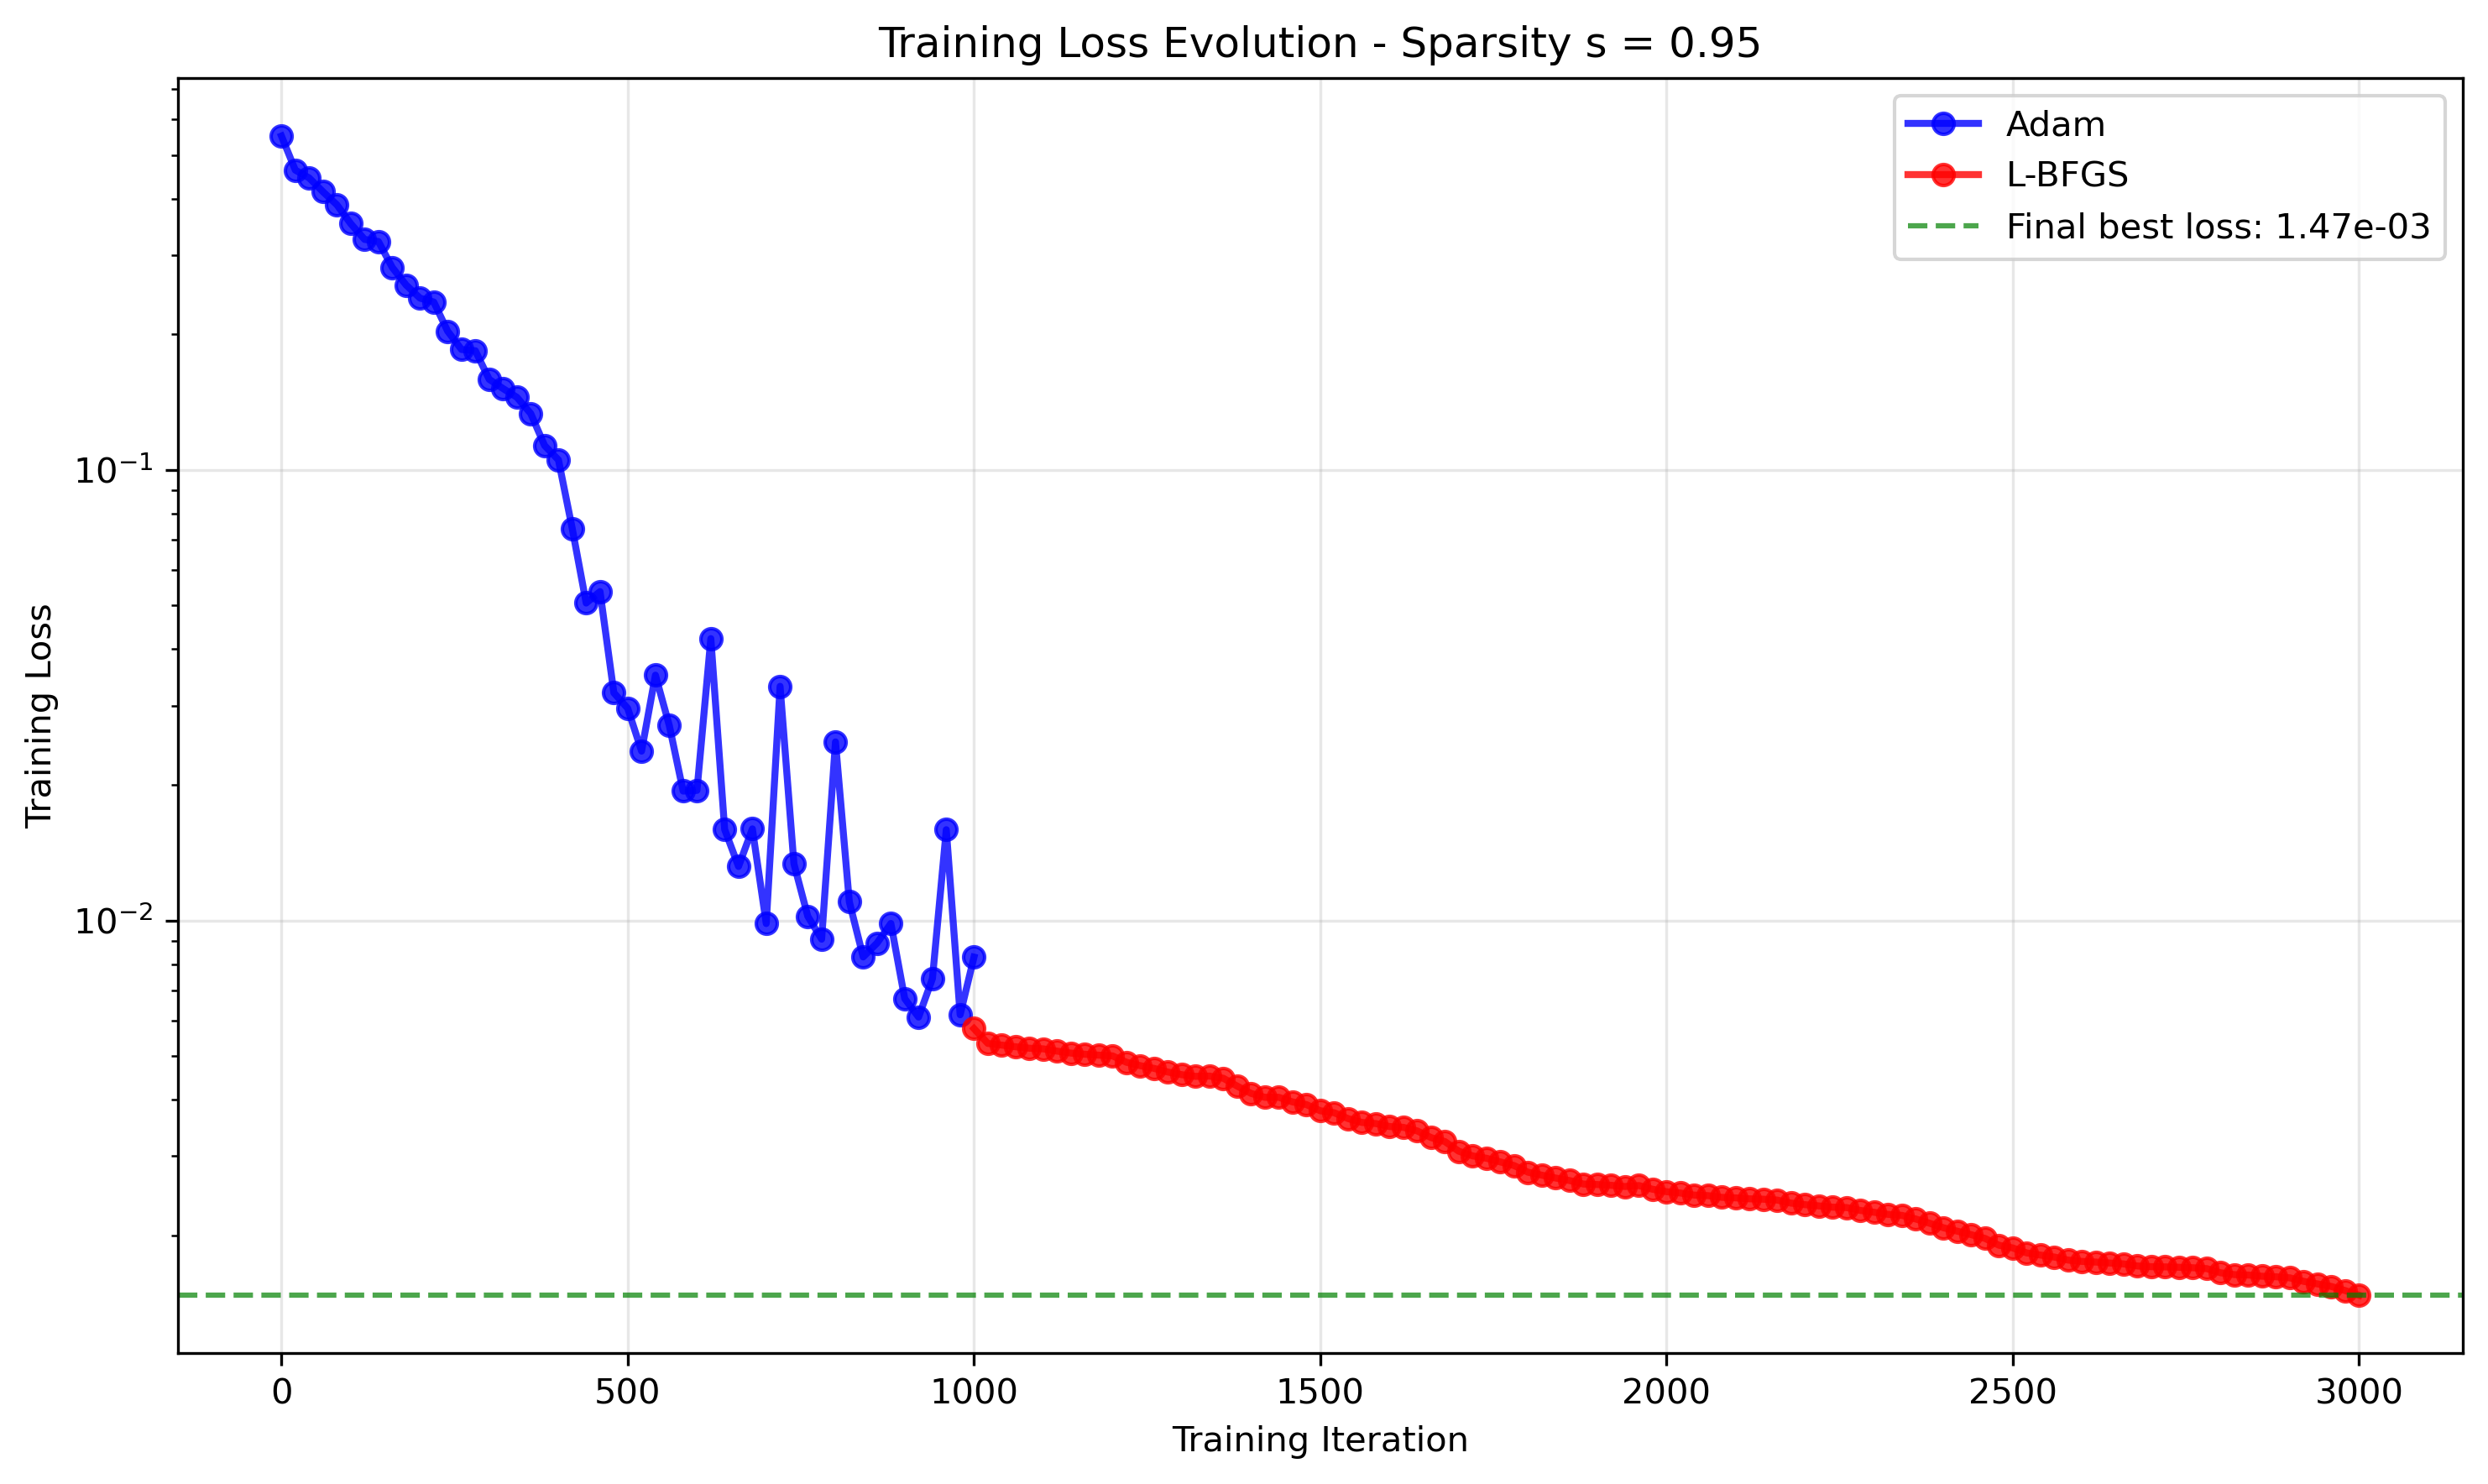 Training Loss Evolution - Sparsity s = 0.95
Adam
L-BFGS
Final best loss: 1.47e-03
Training Loss
10⁻¹
10⁻²
0 500 1000 1500 2000 2500 3000
Training Iteration